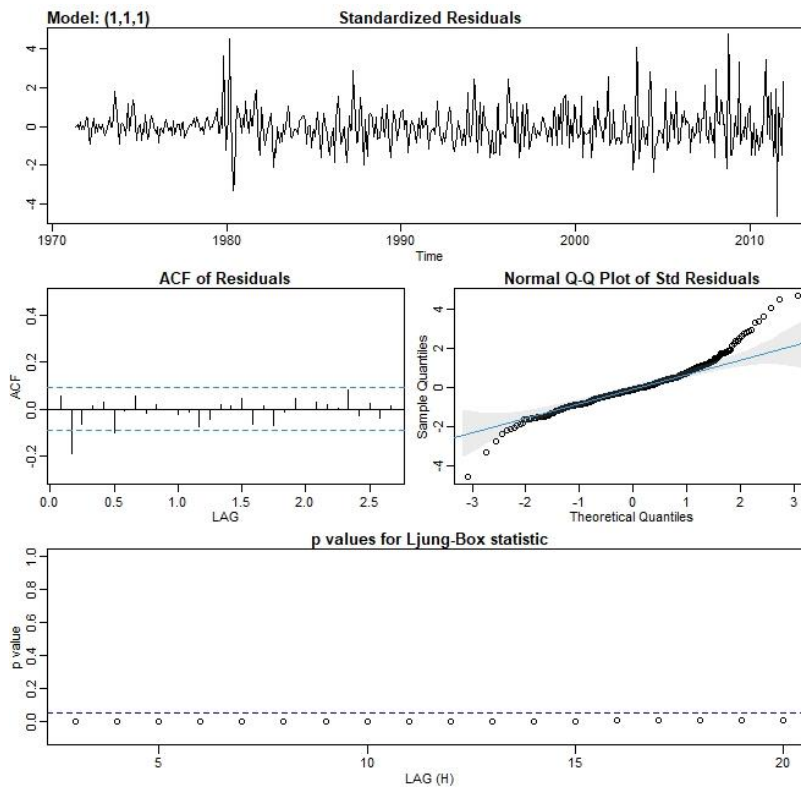 Model: (1,1,1) Standardized Residuals
4
2
0
-2
-4
1970 1980 1990 2000 2010
Time
ACF of Residuals
ACF
0.4
0.2
0.0
-0.2
0.0 0.5 1.0 1.5 2.0 2.5
LAG
Normal Q-Q Plot of Std Residuals
Sample Quantiles
4
2
0
-2
-4
-3 -2 -1 0 1 2 3
Theoretical Quantiles
p values for Ljung-Box statistic
p value
1.0
0.8
0.6
0.4
0.2
0.0
5 10 15 20
LAG (H)